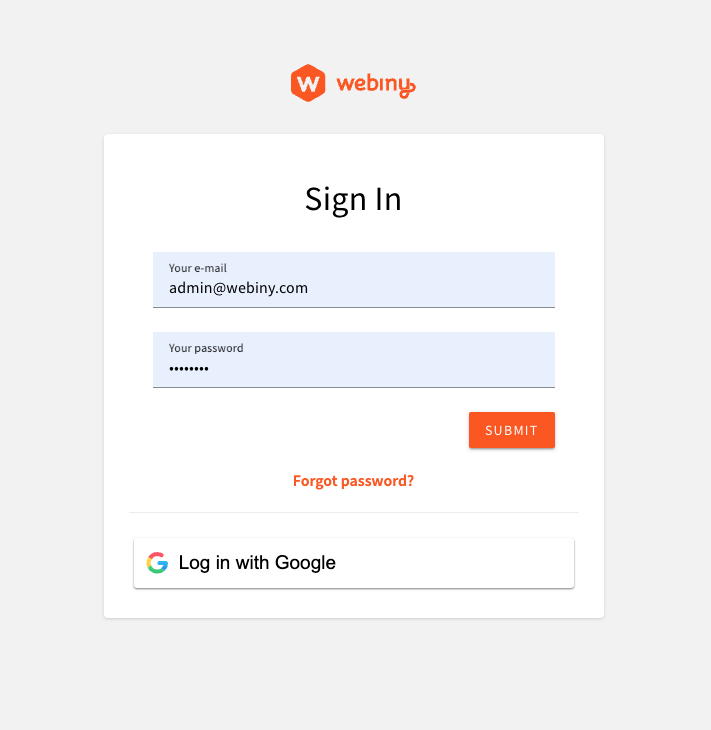 W webiny
Sign In
Your e-mail
admin@webiny.com
Your password
••••••••
SUBMIT
Forgot password?
G Log in with Google